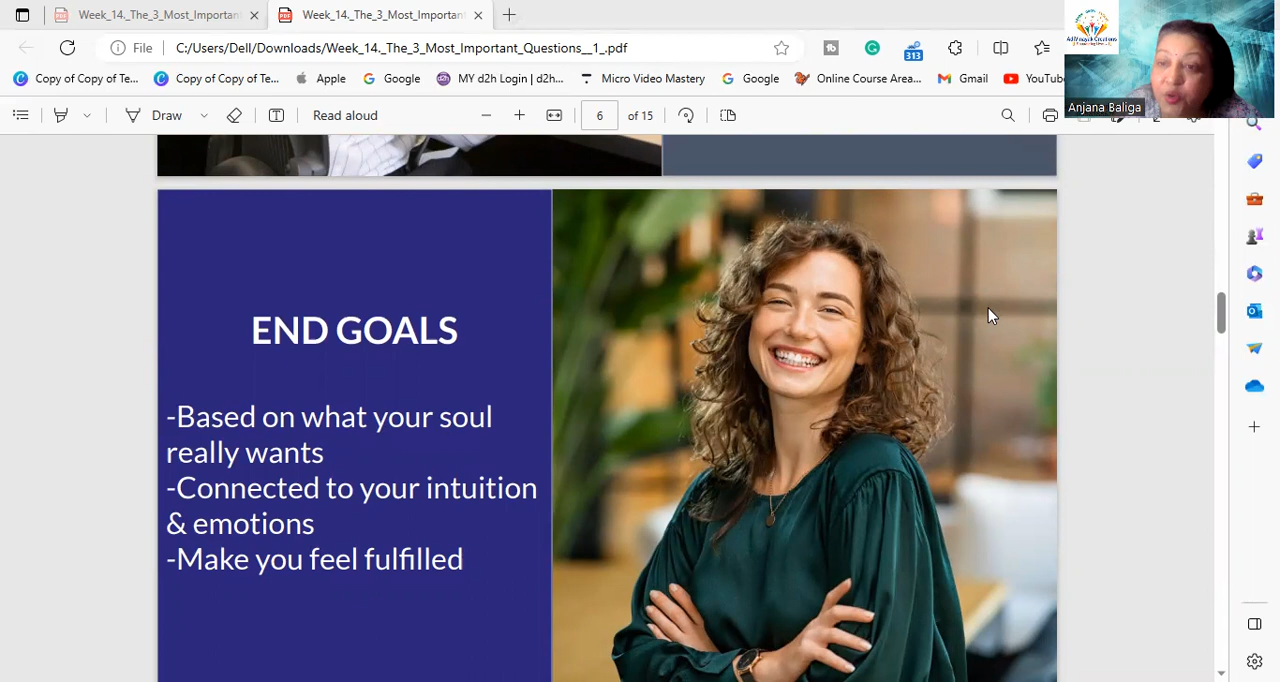 Week_14._The_3_Most_Important
Week_14._The_3_Most_Important
File
C:/Users/Dell/Downloads/Week_14._The_3_Most_Important_Questions__1_.pdf
313
Copy of Copy of Te...
Copy of Copy of Te...
Apple
Google
MY d2h Login | d2h...
Micro Video Mastery
Google
Online Course Area...
Gmail
YouTub
Draw
Read aloud
6
of 15
Anjana Baliga
END GOALS
-Based on what your soul
really wants
-Connected to your intuition
& emotions
-Make you feel fulfilled